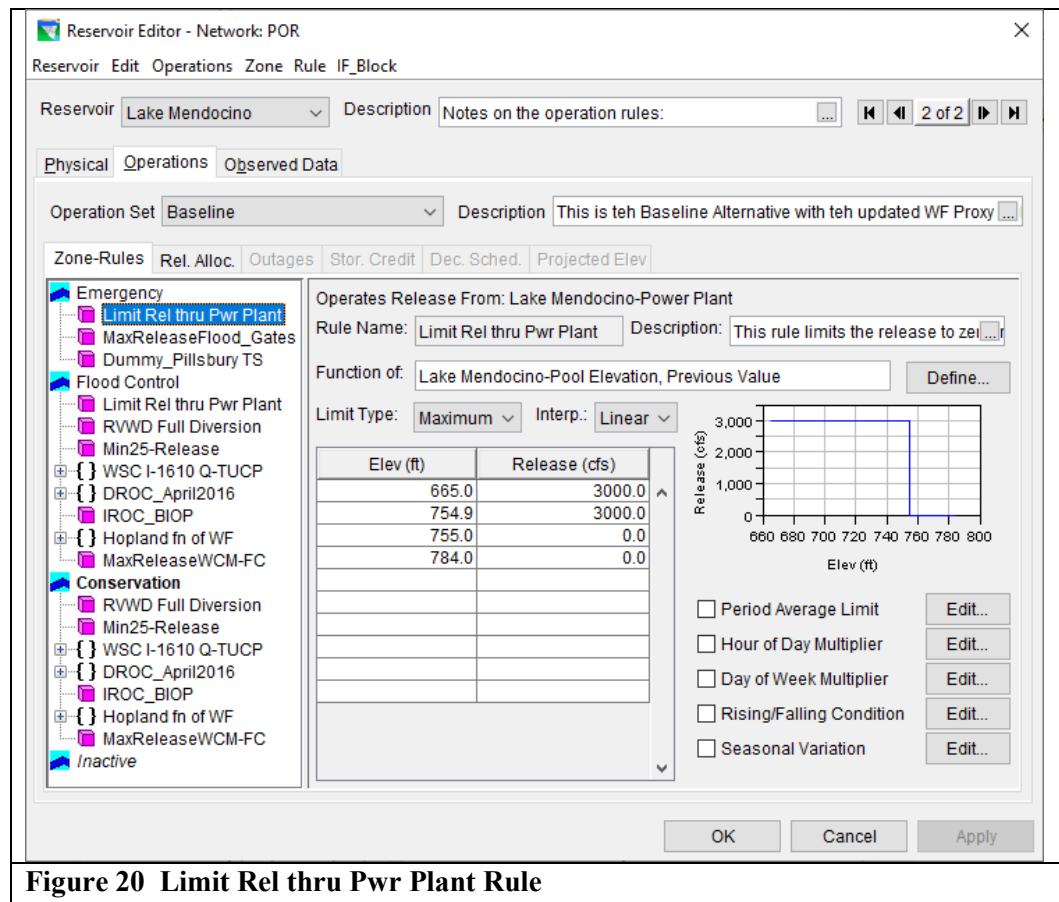 Reservoir Editor - Network: POR
Reservoir Edit Operations Zone Rule IF_Block
Reservoir Lake Mendocino Description Notes on the operation rules: ... 2 of 2
Physical Operations Observed Data
Operation Set Baseline Description This is teh Baseline Alternative with teh updated WF Proxy ...
Zone-Rules Rel. Alloc. Outages Stor. Credit Dec. Sched. Projected Elev
Emergency
Limit Rel thru Pwr Plant
MaxReleaseFlood_Gates
Dummy_Pillsbury TS
Flood Control
Limit Rel thru Pwr Plant
RVWD Full Diversion
Min25-Release
{ } WSC I-1610 Q-TUCP
{ } DROC_April2016
IROC_BIOP
{ } Hopland fn of WF
MaxReleaseWCM-FC
Conservation
RVWD Full Diversion
Min25-Release
{ } WSC I-1610 Q-TUCP
{ } DROC_April2016
IROC_BIOP
{ } Hopland fn of WF
MaxReleaseWCM-FC
Inactive
Operates Release From: Lake Mendocino-Power Plant
Rule Name: Limit Rel thru Pwr Plant Description: This rule limits the release to ...
Function of: Lake Mendocino-Pool Elevation, Previous Value Define...
Limit Type: Maximum Interp.: Linear
Elev (ft) Release (cfs)
665.0 3000.0
754.9 3000.0
755.0 0.0
784.0 0.0
Release (cfs)
3,000
2,000
1,000
0
660 680 700 720 740 760 780 800
Elev (ft)
Period Average Limit Edit...
Hour of Day Multiplier Edit...
Day of Week Multiplier Edit...
Rising/Falling Condition Edit...
Seasonal Variation Edit...
OK Cancel Apply
Figure 20 Limit Rel thru Pwr Plant Rule